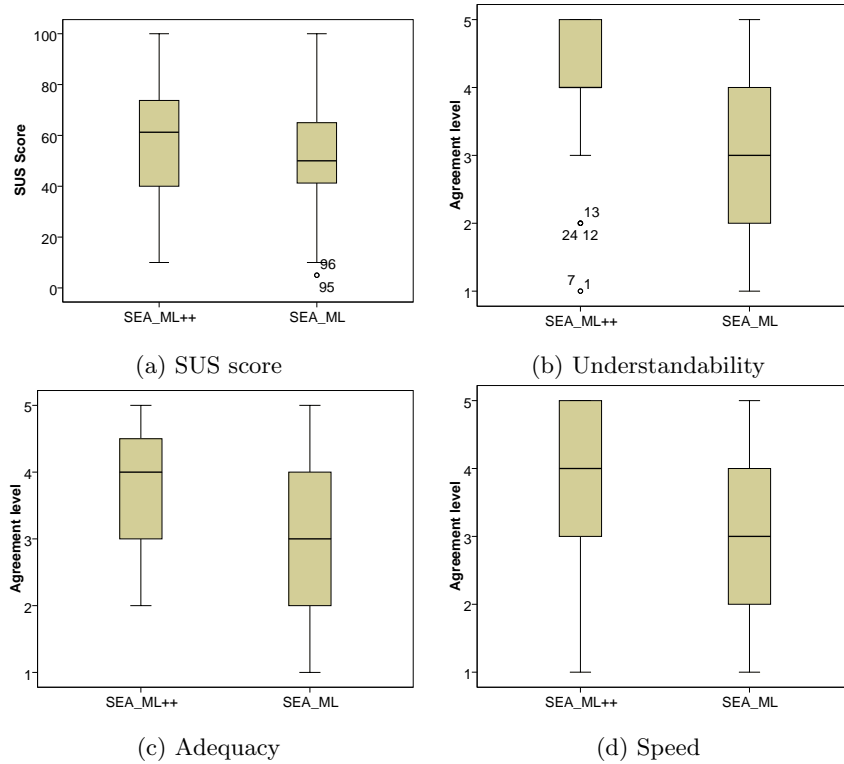 100
80
60
40
20
0
SUS Score
96
95
SEA_ML++ SEA_ML
(a) SUS score
5
4
3
2
1
Agreement level
13
24 12
7 1
SEA_ML++ SEA_ML
(b) Understandability
5
4
3
2
1
Agreement level
SEA_ML++ SEA_ML
(c) Adequacy
5
4
3
2
1
Agreement level
SEA_ML++ SEA_ML
(d) Speed